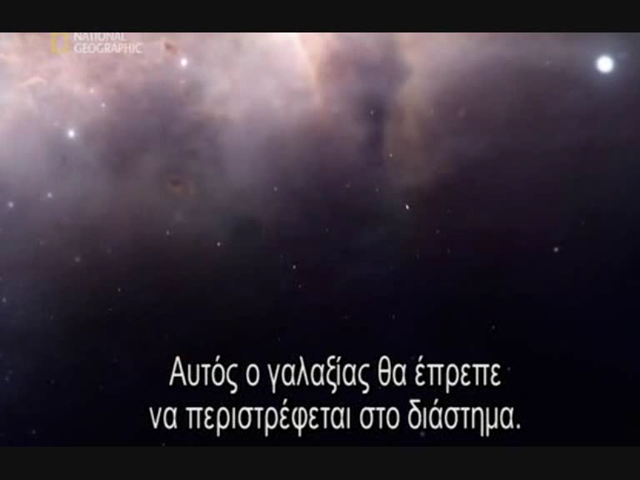 NATIONAL
GEOGRAPHIC
Αυτός ο γαλαξίας θα έπρεπε
να περιστρέφεται στο διάστημα.